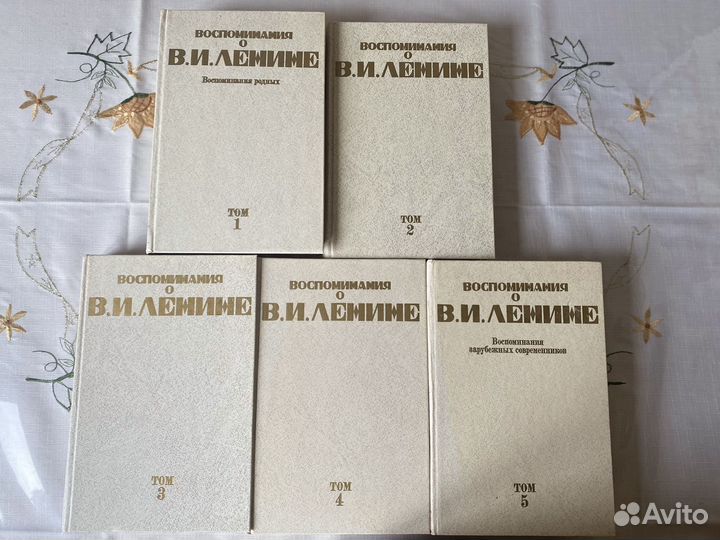 ВОСПОМИНАНИЯ
О
В.И.ЛЕНИНЕ
Воспоминания родных
ТОМ
1
ВОСПОМИНАНИЯ
О
В.И.ЛЕНИНЕ
ТОМ
2
ВОСПОМИНАНИЯ
О
В.И.ЛЕНИНЕ
ТОМ
3
ВОСПОМИНАНИЯ
О
В.И.ЛЕНИНЕ
ТОМ
4
ВОСПОМИНАНИЯ
О
В.И.ЛЕНИНЕ
Воспоминания
зарубежных современников
ТОМ
5
Avito